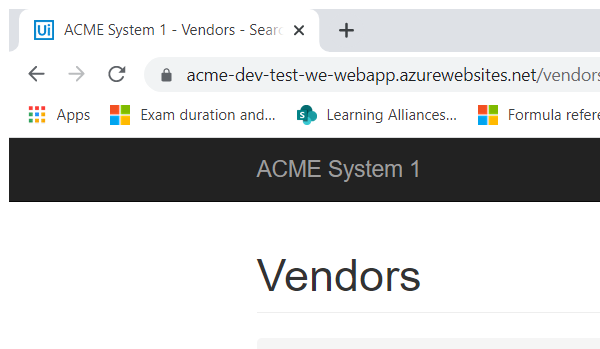 Ui ACME System 1 - Vendors - Sear
acme-dev-test-we-webapp.azurewebsites.net/vendors
Apps Exam duration and... S Learning Alliances... Formula refere
ACME System 1
Vendors